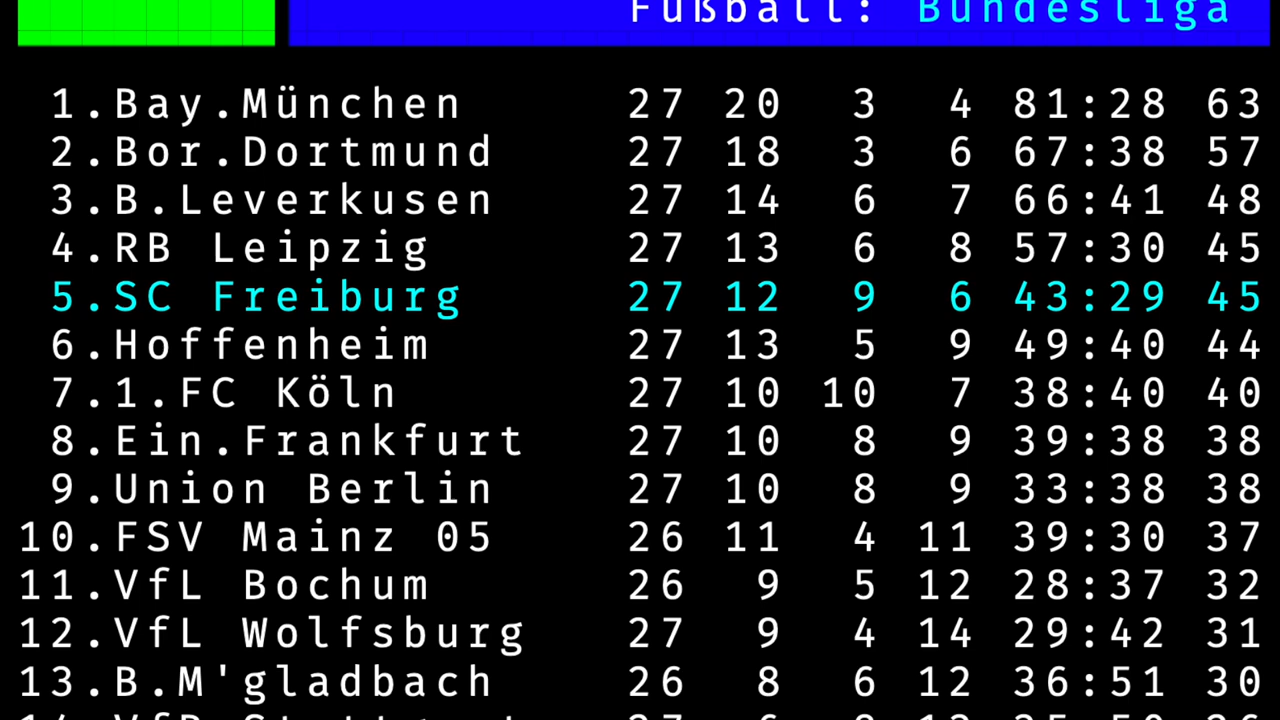 Fußball: Bundesliga
1.Bay.München 27 20 3 4 81:28 63
2.Bor.Dortmund 27 18 3 6 67:38 57
3.B.Leverkusen 27 14 6 7 66:41 48
4.RB Leipzig 27 13 6 8 57:30 45
5.SC Freiburg 27 12 9 6 43:29 45
6.Hoffenheim 27 13 5 9 49:40 44
7.1.FC Köln 27 10 10 7 38:40 40
8.Ein.Frankfurt 27 10 8 9 39:38 38
9.Union Berlin 27 10 8 9 33:38 38
10.FSV Mainz 05 26 11 4 11 39:30 37
11.VfL Bochum 26 9 5 12 28:37 32
12.VfL Wolfsburg 27 9 4 14 29:42 31
13.B.M'gladbach 26 8 6 12 36:51 30